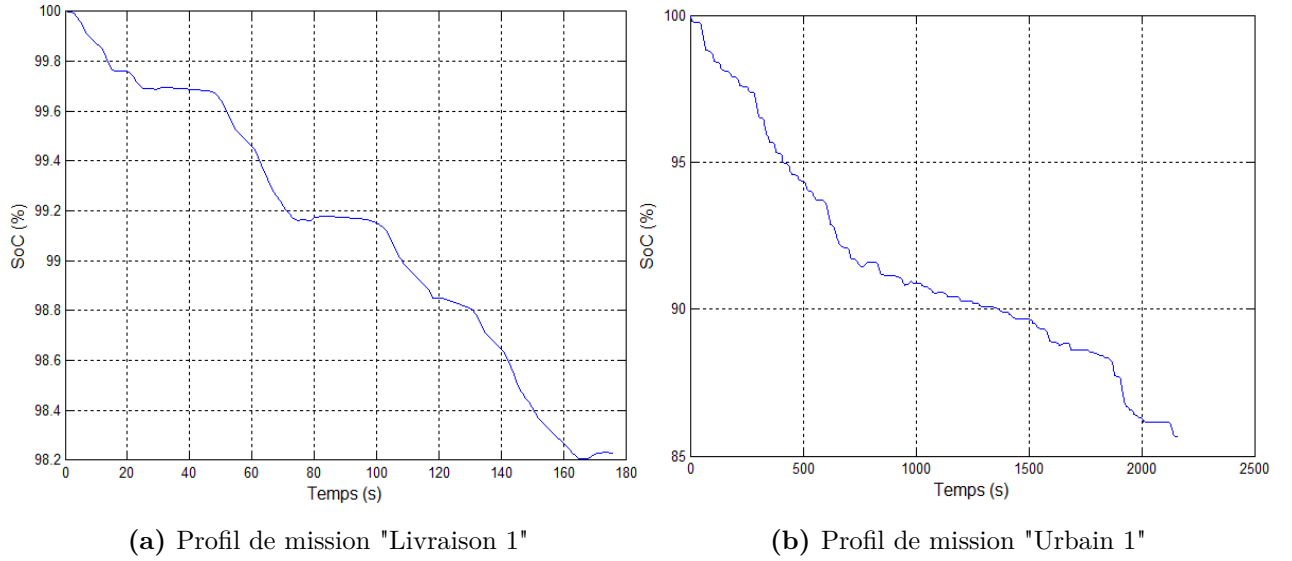 100
99.8
99.6
99.4
99.2
99
98.8
98.6
98.4
98.2
SoC (%)
0 20 40 60 80 100 120 140 160 180
Temps (s)
(a) Profil de mission "Livraison 1"
100
95
90
85
SoC (%)
0 500 1000 1500 2000 2500
Temps (s)
(b) Profil de mission "Urbain 1"